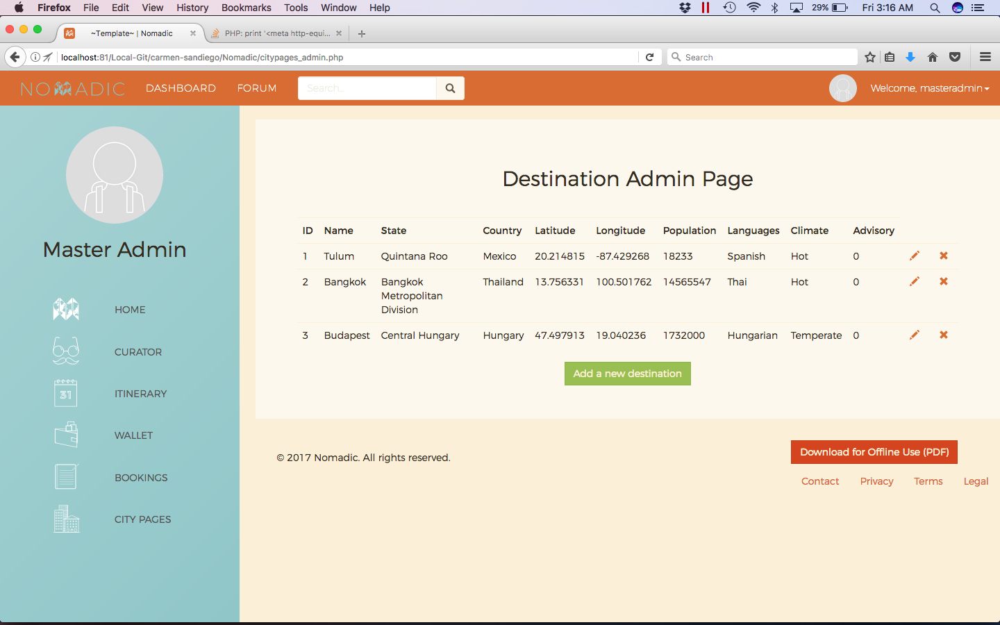 Firefox File Edit View History Bookmarks Tools Window Help 29% Fri 3:16 AM
~Template~ | Nomadic PHP: print '<meta http-equi...
localhost:81/Local-Git/carmen-sandiego/Nomadic/citypages_admin.php Search
NOMADIC DASHBOARD FORUM Search... Welcome, masteradmin
Master Admin
HOME
CURATOR
31 ITINERARY
WALLET
BOOKINGS
CITY PAGES
Destination Admin Page
ID Name State Country Latitude Longitude Population Languages Climate Advisory
1 Tulum Quintana Roo Mexico 20.214815 -87.429268 18233 Spanish Hot 0
2 Bangkok Bangkok Thailand 13.756331 100.501762 14565547 Thai Hot 0
Metropolitan
Division
3 Budapest Central Hungary Hungary 47.497913 19.040236 1732000 Hungarian Temperate 0
Add a new destination
© 2017 Nomadic. All rights reserved.
Download for Offline Use (PDF)
Contact Privacy Terms Legal